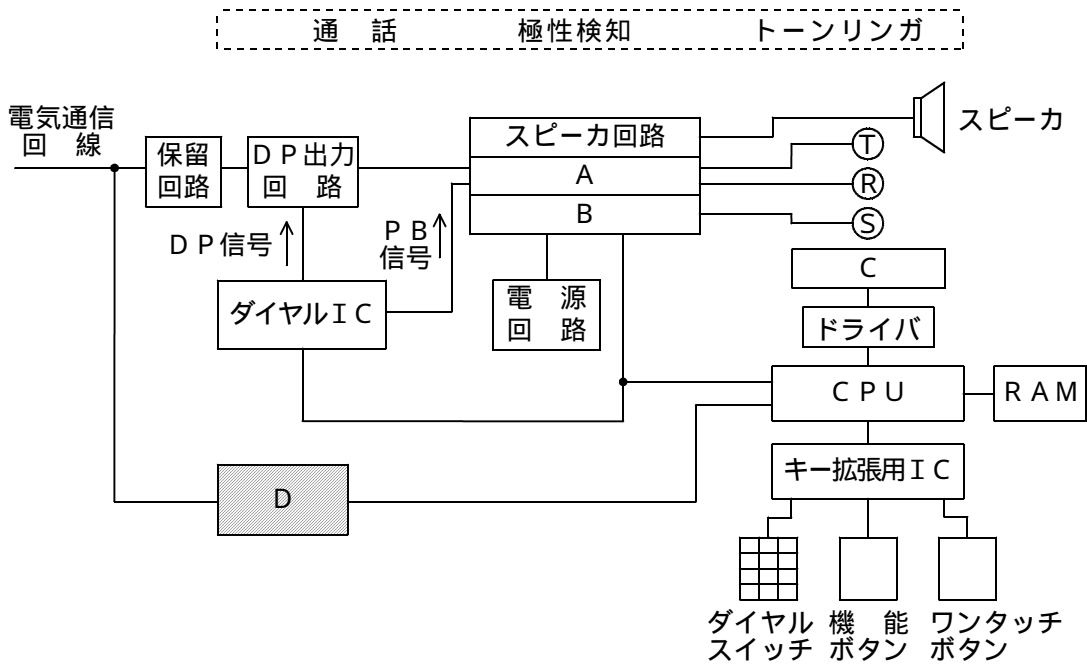 通 話 極性検知 トーンリンガ
電気通信
回 線
保留
回路
ＤＰ出力
回 路
スピーカ回路
A
B
スピーカ
T
R
S
ＤＰ信号
ＰＢ
信号
ダイヤルＩＣ
電 源
回 路
C
ドライバ
ＣＰＵ
ＲＡＭ
キー拡張用ＩＣ
D
ダイヤル
スイッチ
機 能
ボタン
ワンタッチ
ボタン